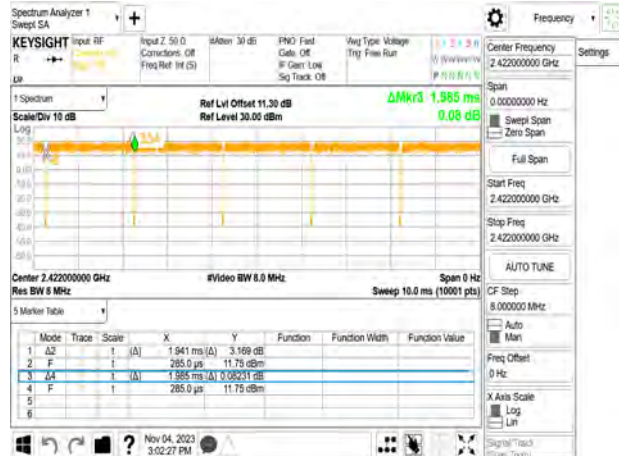 Spectrum Analyzer 1
Swept SA
Frequency
Settings
KEYSIGHT
Input: RF
Input Z: 50 Ω
#Atten: 30 dB
PNO: Fast
Avg Type: Voltage
R
Corrections: Off
Gate: Off
Trig: Free Run
Freq Ref: Int (S)
IF Gain: Low
Sig Track: Off
Center Frequency
2.422000000 GHz
Span
0.00000000 Hz
Swept Span
Zero Span
Full Span
Start Freq
2.422000000 GHz
Stop Freq
2.422000000 GHz
AUTO TUNE
CF Step
8.000000 MHz
Auto
Man
Freq Offset
0 Hz
X Axis Scale
Log
Lin
Signal Track
1 Spectrum
Ref Lvl Offset 11.30 dB
ΔMkr3 1.985 ms
Scale/Div 10 dB
Ref Level 30.00 dBm
0.08 dB
Log
Center 2.422000000 GHz
#Video BW 8.0 MHz
Span 0 Hz
Res BW 8 MHz
Sweep 10.0 ms (10001 pts)
5 Marker Table
Mode Trace Scale X Y Function Function Width Function Value
1 Δ2 t (Δ) 1.941 ms (Δ) 3.169 dB
2 F t 285.0 µs 11.75 dBm
3 Δ4 t (Δ) 1.985 ms (Δ) 0.08231 dB
4 F t 285.0 µs 11.75 dBm
5
6
?
Nov 04, 2023
3:02:27 PM